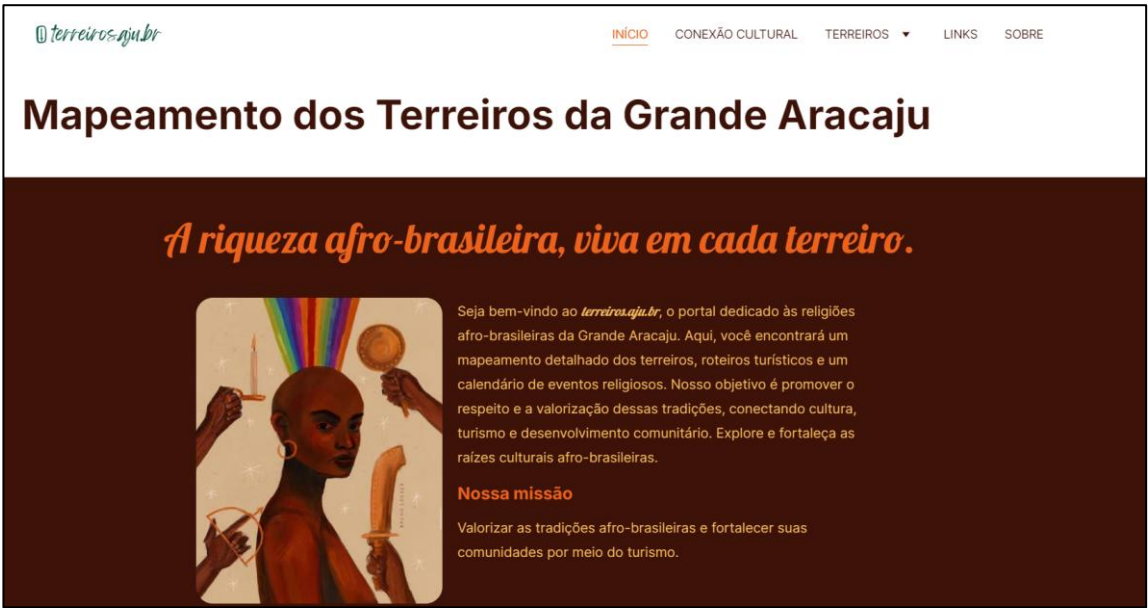 terreiros.aju.br
INÍCIO CONEXÃO CULTURAL TERREIROS ▼ LINKS SOBRE
Mapeamento dos Terreiros da Grande Aracaju
A riqueza afro-brasileira, viva em cada terreiro.
Seja bem-vindo ao terreiros.aju.br, o portal dedicado às religiões
afro-brasileiras da Grande Aracaju. Aqui, você encontrará um
mapeamento detalhado dos terreiros, roteiros turísticos e um
calendário de eventos religiosos. Nosso objetivo é promover o
respeito e a valorização dessas tradições, conectando cultura,
turismo e desenvolvimento comunitário. Explore e fortaleça as
raízes culturais afro-brasileiras.
Nossa missão
Valorizar as tradições afro-brasileiras e fortalecer suas
comunidades por meio do turismo.